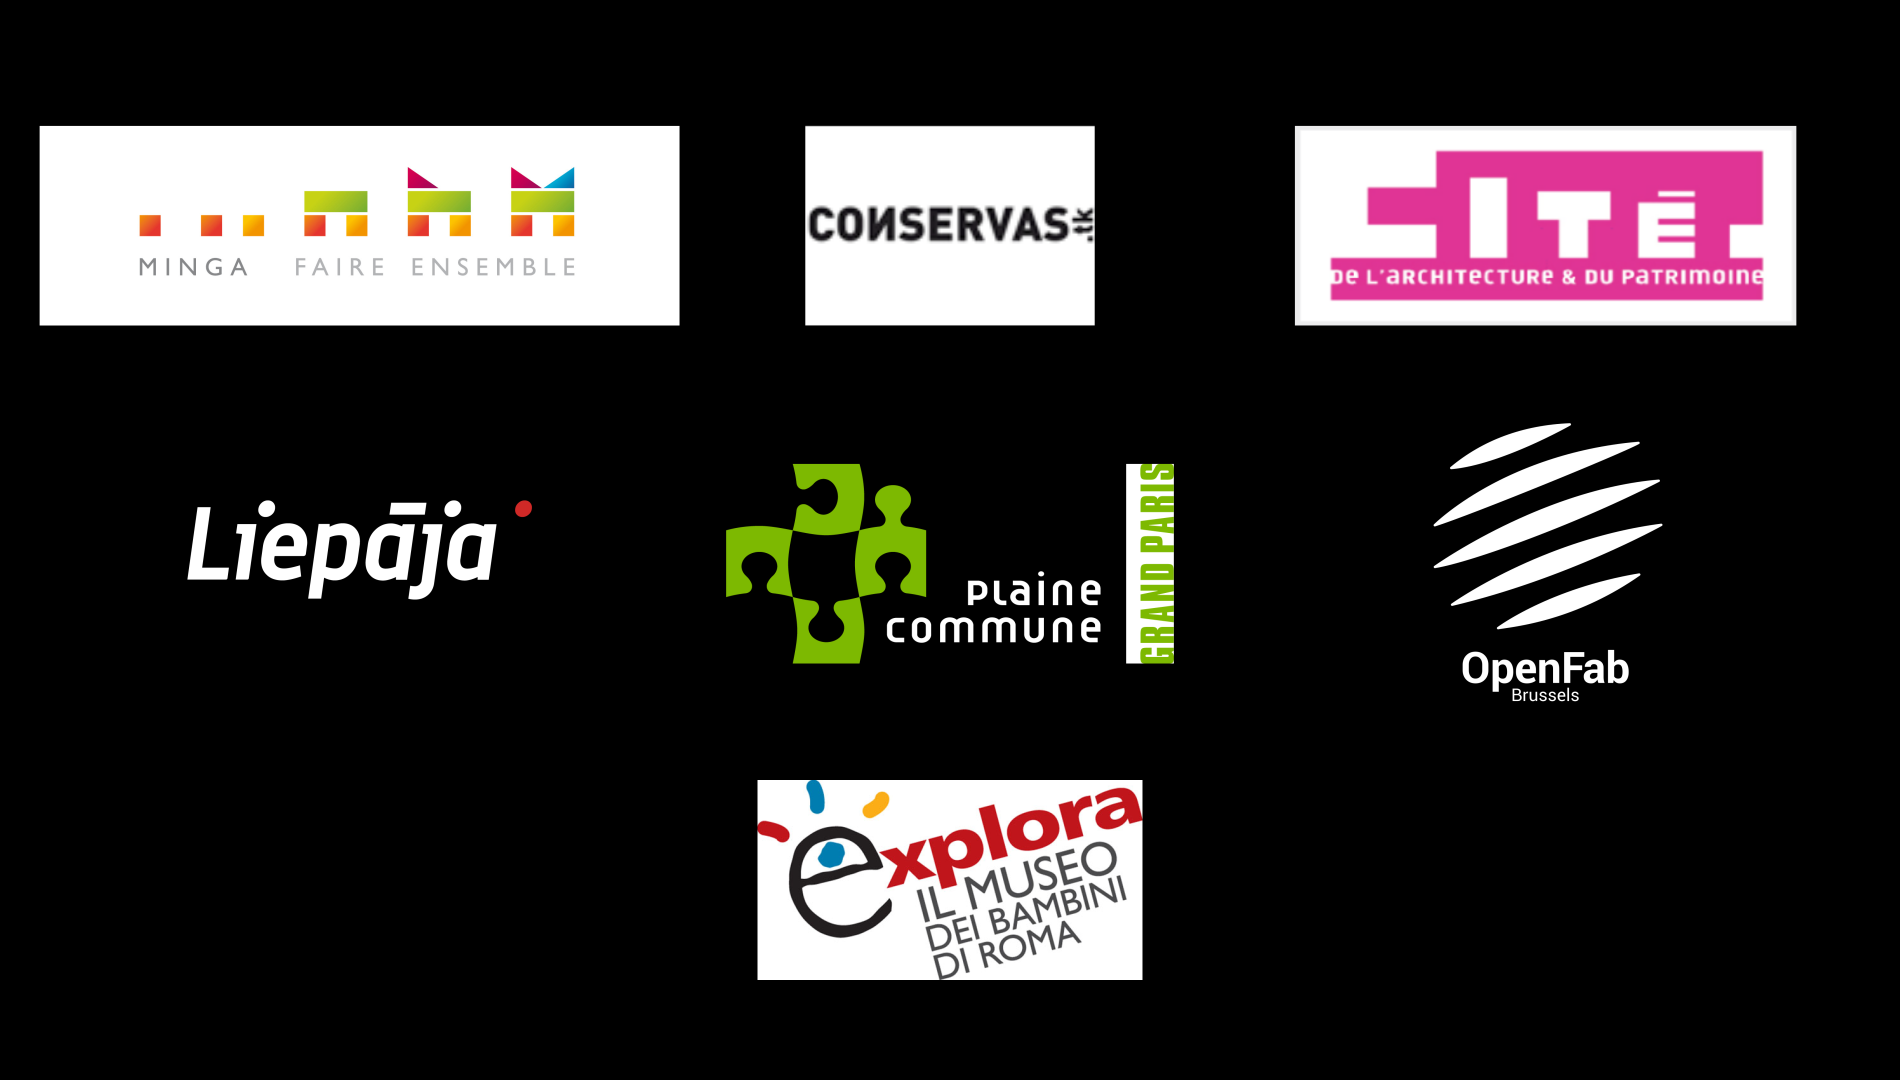 MINGA FAIRE ENSEMBLE
CONSERVAS.tk
CITÉ
DE L'ARCHITECTURE & DU PATRIMOINE
Liepāja
plaine
commune
GRAND PARIS
OpenFab
Brussels
explora
IL MUSEO
DEI BAMBINI
DI ROMA